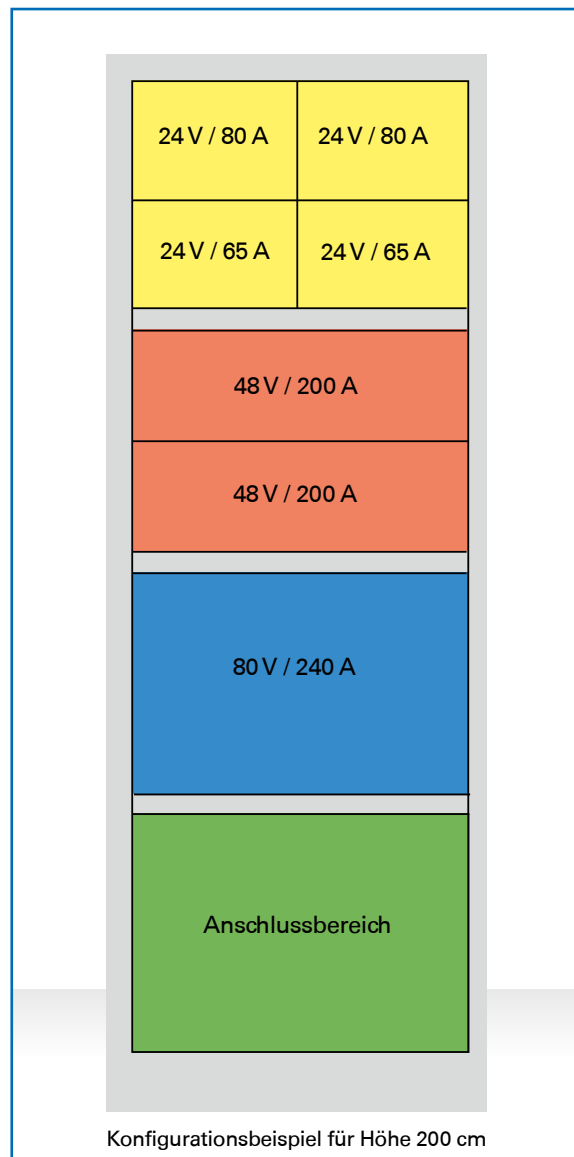 24 V / 80 A
24 V / 80 A
24 V / 65 A
24 V / 65 A
48 V / 200 A
48 V / 200 A
80 V / 240 A
Anschlussbereich
Konfigurationsbeispiel für Höhe 200 cm